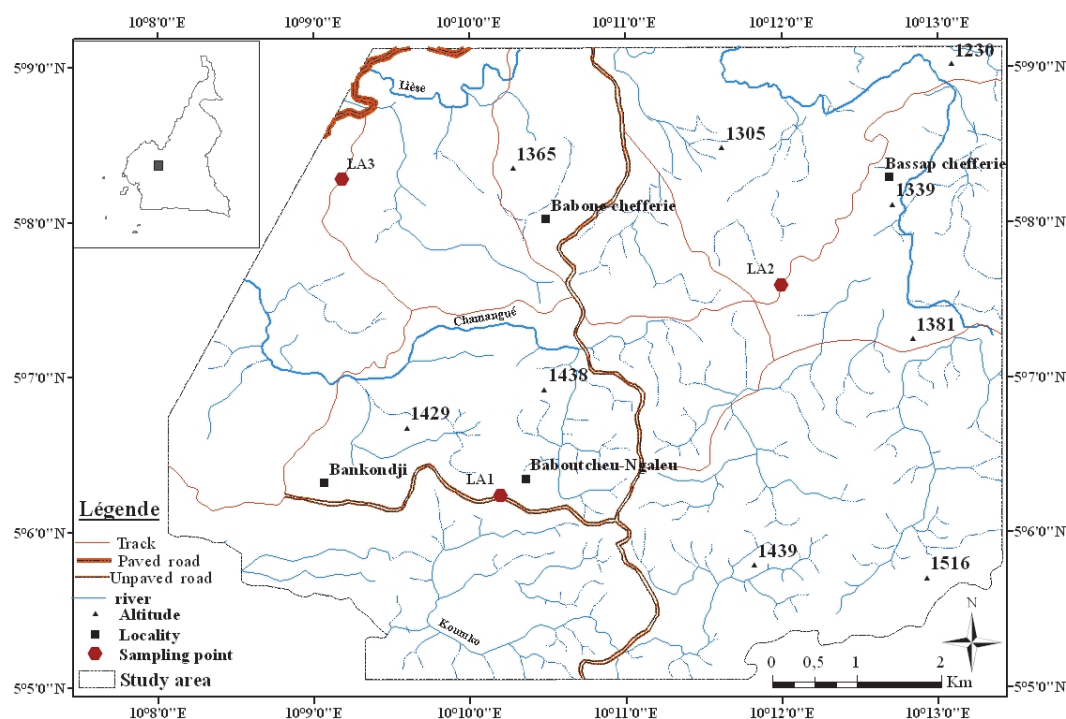 10°8'0"E 10°9'0"E 10°10'0"E 10°11'0"E 10°12'0"E 10°13'0"E
1230
5°9'0"N 5°9'0"N
Lièse
1305
1365
LA3
Bassap chefferie
1339
Babone chefferie
5°8'0"N 5°8'0"N
LA2
Chamangué
1381
5°7'0"N 5°7'0"N
1438
1429
Bankondji
Baboutcheu-Ngaleu
LA1
Légende
5°6'0"N 5°6'0"N
Track
Paved road
Unpaved road
river
Altitude
Locality
Sampling point
Study area
1439
1516
Koumko
N
0 0,5 1 2
Km
5°5'0"N 5°5'0"N
10°8'0"E 10°9'0"E 10°10'0"E 10°11'0"E 10°12'0"E 10°13'0"E